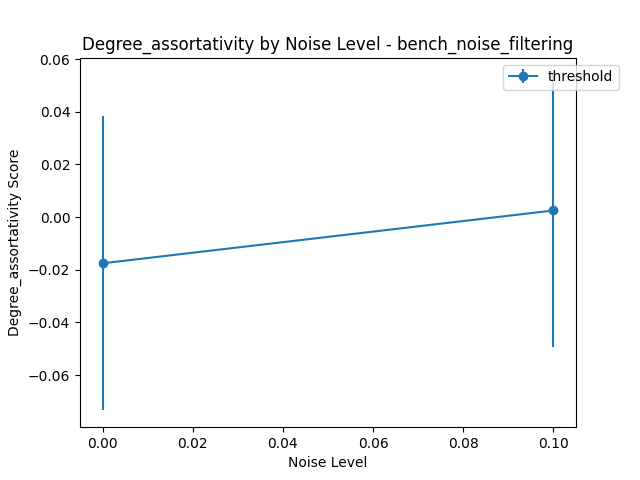 Degree_assortativity by Noise Level - bench_noise_filtering
threshold
0.06
0.04
0.02
0.00
−0.02
−0.04
−0.06
Degree_assortativity Score
0.00 0.02 0.04 0.06 0.08 0.10
Noise Level